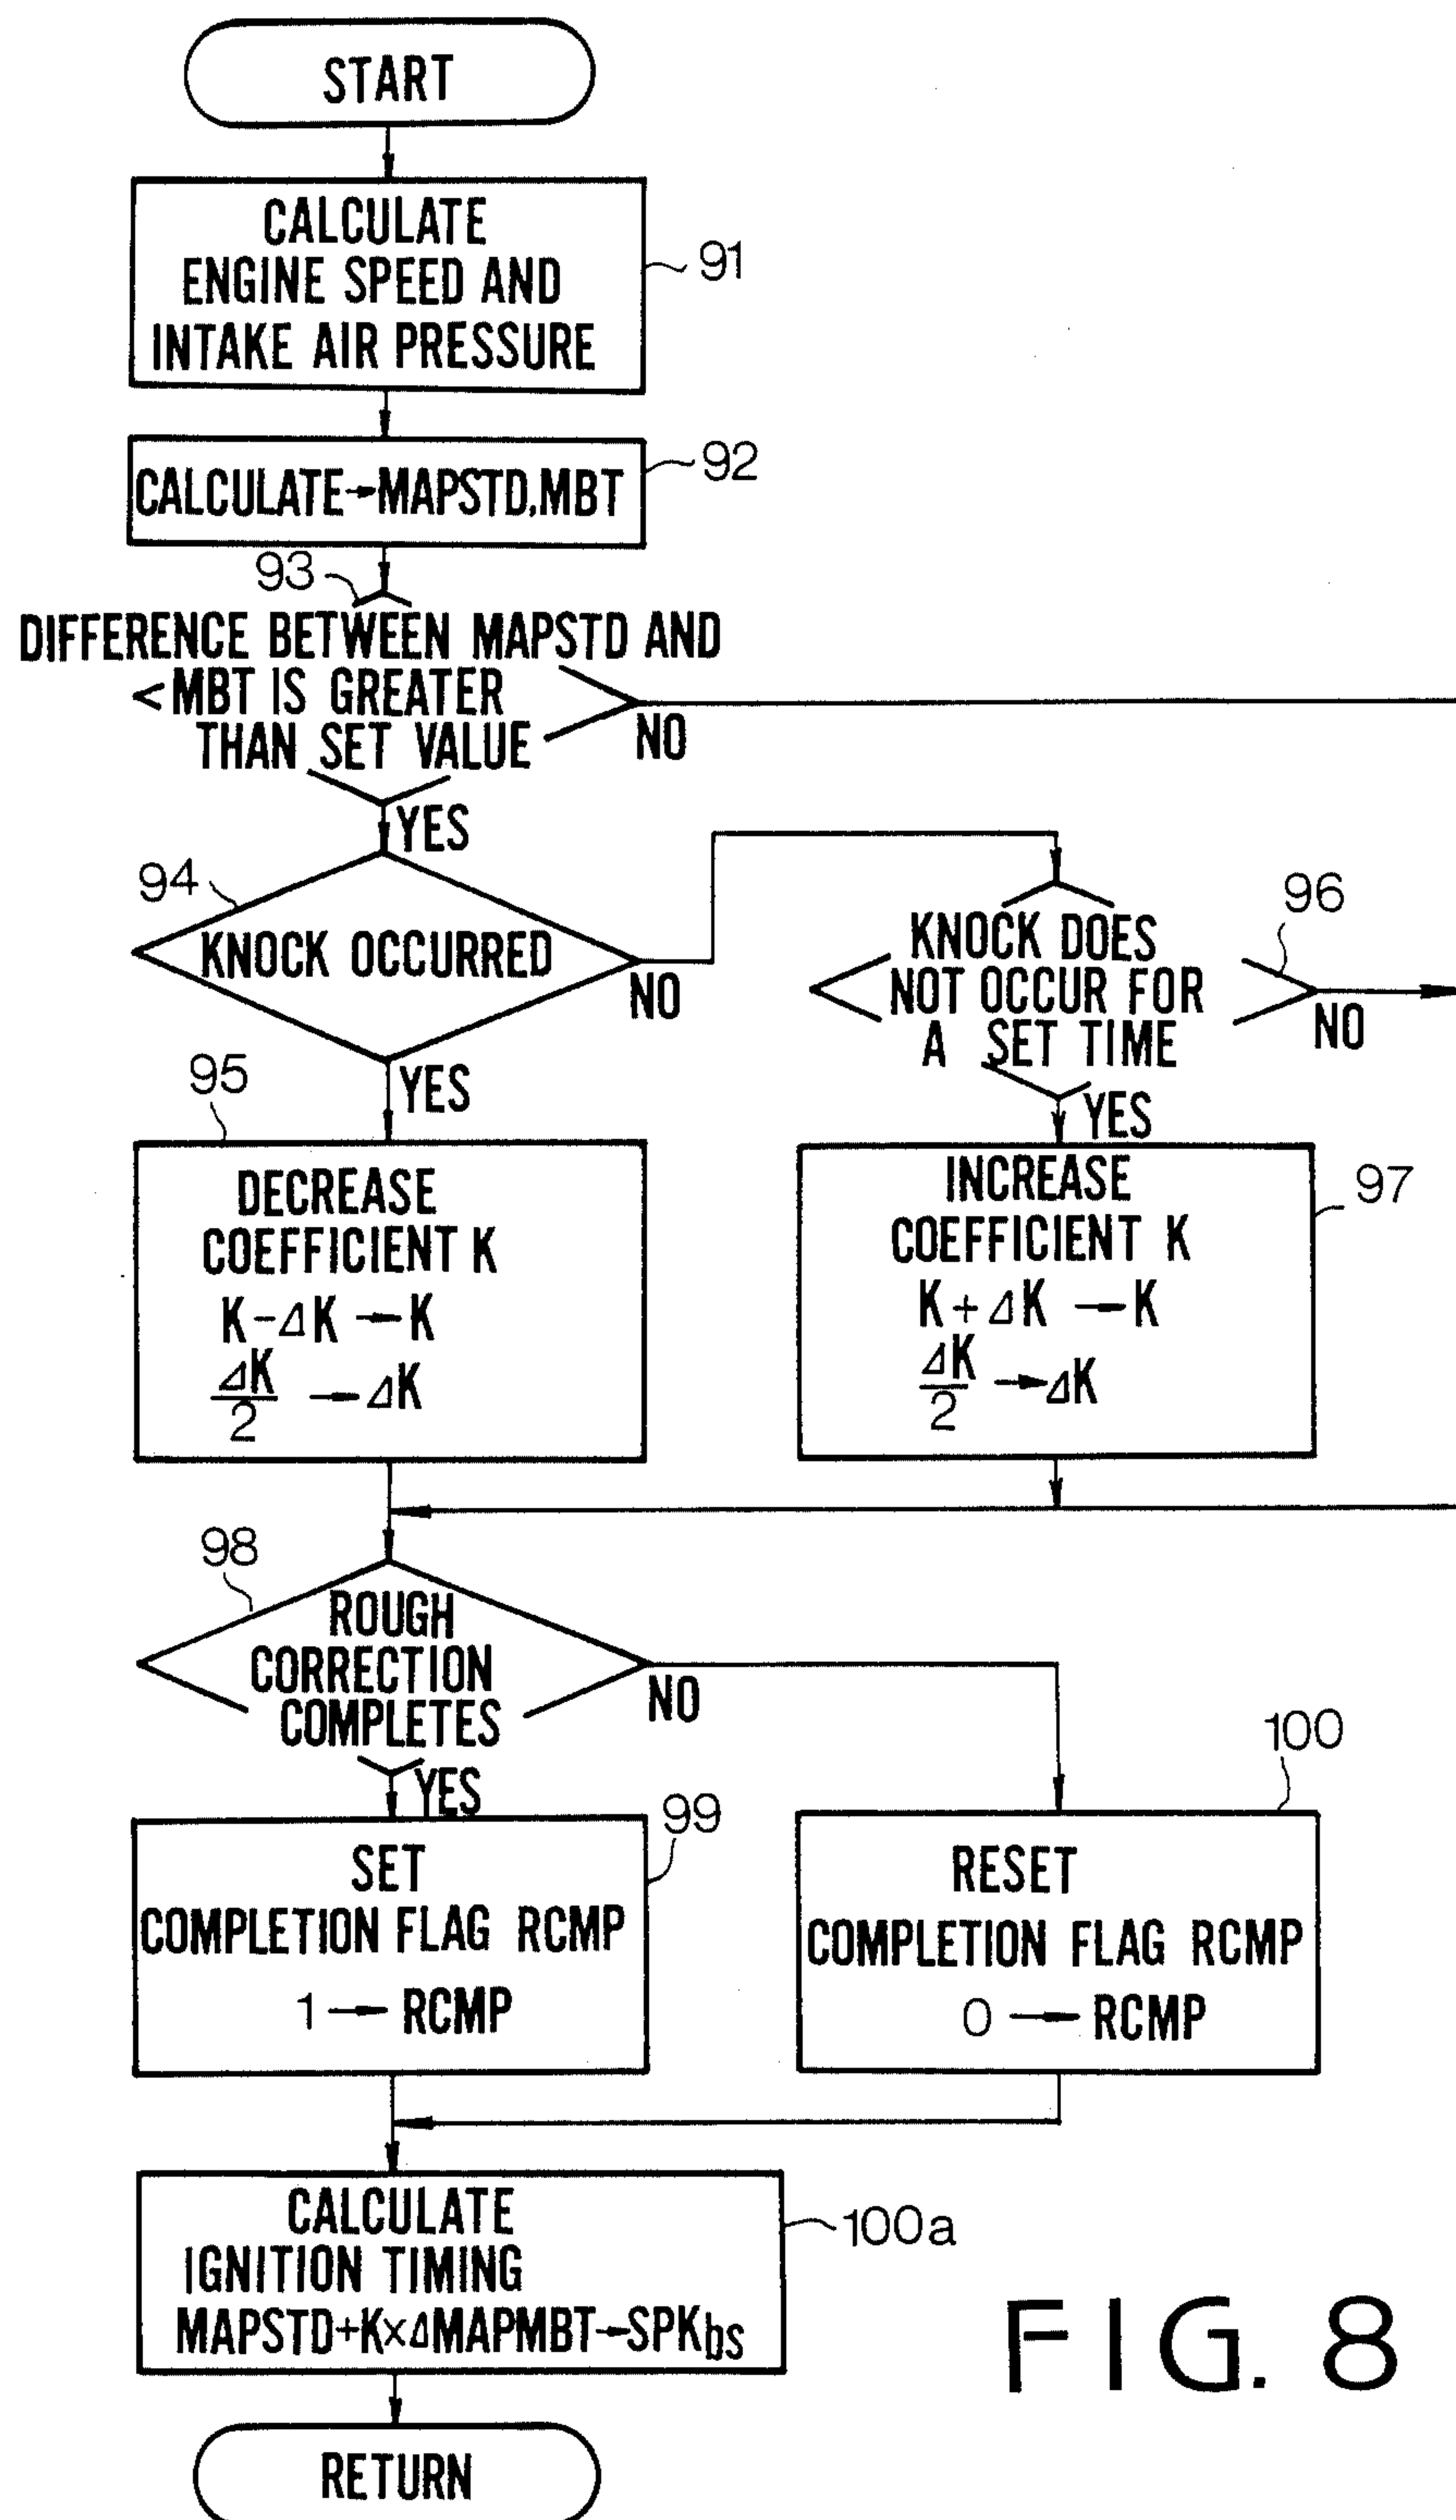 START
CALCULATE
ENGINE SPEED AND
INTAKE AIR PRESSURE
91
CALCULATE→MAPSTD,MBT
92
93
DIFFERENCE BETWEEN MAPSTD AND
MBT IS GREATER
THAN SET VALUE
NO
YES
94
KNOCK OCCURRED
NO
96
KNOCK DOES
NOT OCCUR FOR
A SET TIME
NO
YES
YES
95
DECREASE
COEFFICIENT K
K-ΔK → K
ΔK/2 → ΔK
INCREASE
COEFFICIENT K
K+ΔK → K
ΔK/2 → ΔK
97
98
ROUGH
CORRECTION
COMPLETES
NO
YES
99
SET
COMPLETION FLAG RCMP
1 → RCMP
100
RESET
COMPLETION FLAG RCMP
0 → RCMP
CALCULATE
IGNITION TIMING
MAPSTD+K×ΔMAPMBT→SPKbs
100a
RETURN
FIG. 8